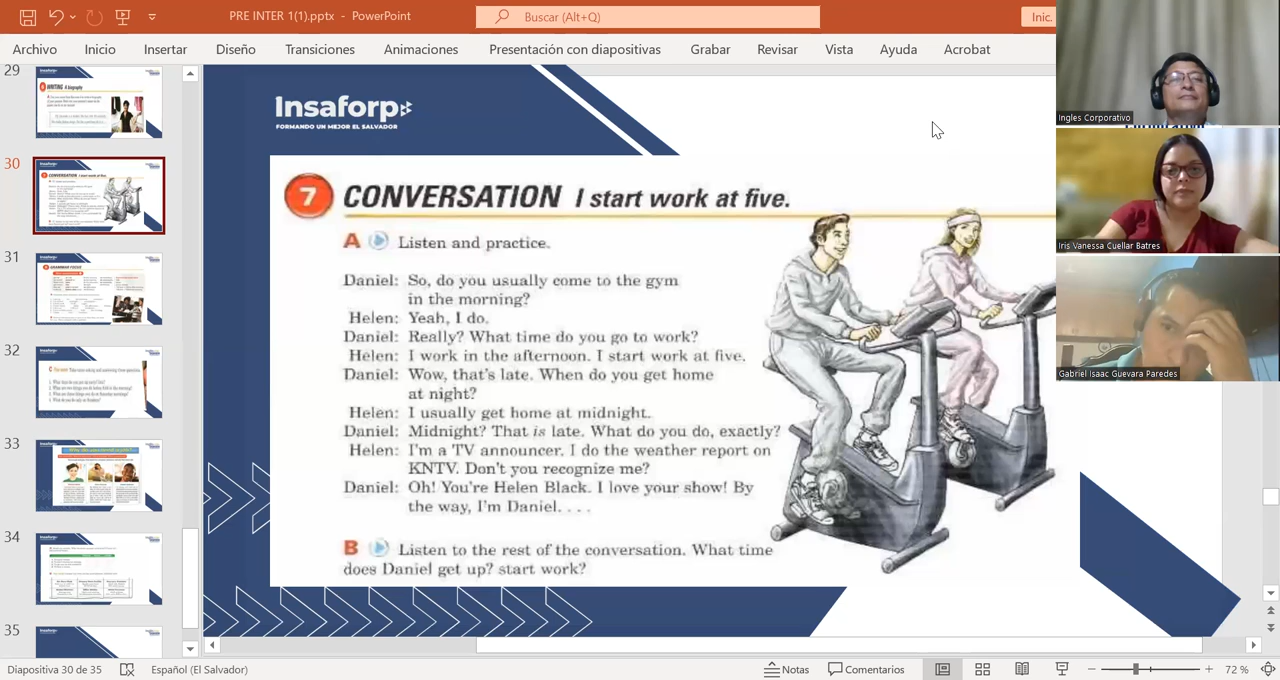 PRE INTER 1(1).pptx - PowerPoint
Buscar (Alt+Q)
Inic.
Archivo Inicio Insertar Diseño Transiciones Animaciones Presentación con diapositivas Grabar Revisar Vista Ayuda Acrobat
29
30
31
32
33
34
35
Insaforp
FORMANDO UN MEJOR EL SALVADOR
7 CONVERSATION I start work at five.
A Listen and practice.
Daniel: So, do you usually come to the gym
in the morning?
Helen: Yeah, I do.
Daniel: Really? What time do you go to work?
Helen: I work in the afternoon. I start work at five.
Daniel: Wow, that's late. When do you get home
at night?
Helen: I usually get home at midnight.
Daniel: Midnight? That is late. What do you do, exactly?
Helen: I'm a TV announcer. I do the weather report on
KNTV. Don't you recognize me?
Daniel: Oh! You're Helen Black. I love your show! By
the way, I'm Daniel. . . .
B Listen to the rest of the conversation. What time
does Daniel get up? start work?
Ingles Corporativo
Iris Vanessa Cuellar Batres
Gabriel Isaac Guevara Paredes
Diapositiva 30 de 35
Español (El Salvador)
Notas
Comentarios
72 %